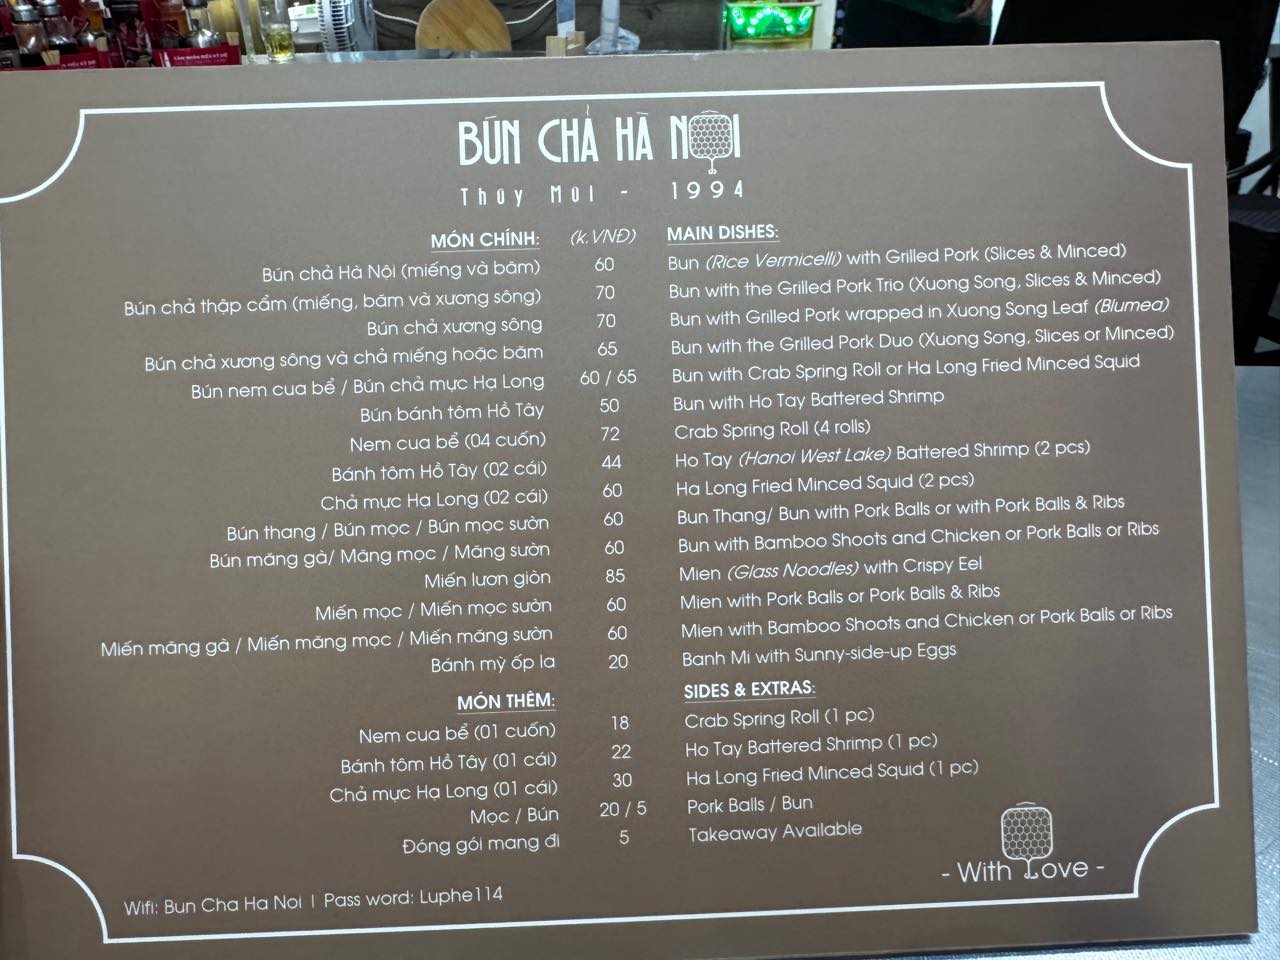 BÚN CHẢ HÀ NỘI
Thúy Mùi - 1994
MÓN CHÍNH: (k.VNĐ) MAIN DISHES:
Bún chả Hà Nội (miếng và băm) 60 Bun (Rice Vermicelli) with Grilled Pork (Slices & Minced)
Bún chả thập cẩm (miếng, băm và xương sông) 70 Bun with the Grilled Pork Trio (Xuong Song, Slices & Minced)
Bún chả xương sông 70 Bun with Grilled Pork wrapped in Xuong Song Leaf (Blumea)
Bún chả xương sông và chả miếng hoặc băm 65 Bun with the Grilled Pork Duo (Xuong Song, Slices or Minced)
Bún nem cua bể / Bún chả mực Hạ Long 60 / 65 Bun with Crab Spring Roll or Ha Long Fried Minced Squid
Bún bánh tôm Hồ Tây 50 Bun with Ho Tay Battered Shrimp
Nem cua bể (04 cuốn) 72 Crab Spring Roll (4 rolls)
Bánh tôm Hồ Tây (02 cái) 44 Ho Tay (Hanoi West Lake) Battered Shrimp (2 pcs)
Chả mực Hạ Long (02 cái) 60 Ha Long Fried Minced Squid (2 pcs)
Bún thang / Bún mọc / Bún mọc sườn 60 Bun Thang/ Bun with Pork Balls or with Pork Balls & Ribs
Bún măng gà/ Măng mọc / Măng sườn 60 Bun with Bamboo Shoots and Chicken or Pork Balls or Ribs
Miến lươn giòn 85 Mien (Glass Noodles) with Crispy Eel
Miến mọc / Miến mọc sườn 60 Mien with Pork Balls or Pork Balls & Ribs
Miến măng gà / Miến măng mọc / Miến măng sườn 60 Mien with Bamboo Shoots and Chicken or Pork Balls or Ribs
Bánh mỳ ốp la 20 Banh Mi with Sunny-side-up Eggs
MÓN THÊM: SIDES & EXTRAS:
Nem cua bể (01 cuốn) 18 Crab Spring Roll (1 pc)
Bánh tôm Hồ Tây (01 cái) 22 Ho Tay Battered Shrimp (1 pc)
Chả mực Hạ Long (01 cái) 30 Ha Long Fried Minced Squid (1 pc)
Mọc / Bún 20 / 5 Pork Balls / Bun
Đóng gói mang đi 5 Takeaway Available
- With Love -
Wifi: Bun Cha Ha Noi | Pass word: Luphe114